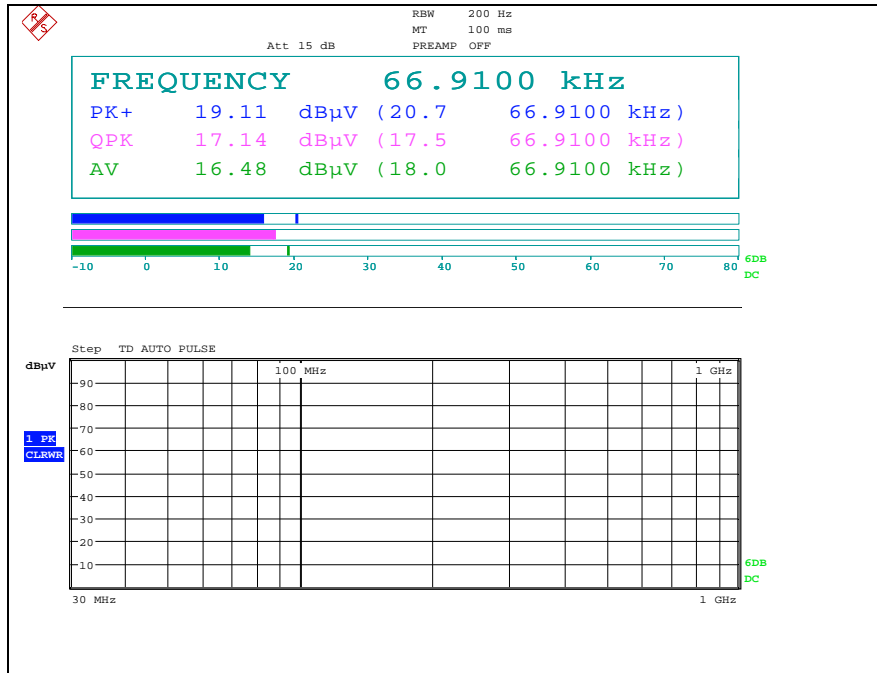 R S
RBW 200 Hz
MT 100 ms
Att 15 dB PREAMP OFF
FREQUENCY 66.9100 kHz
PK+ 19.11 dBµV (20.7 66.9100 kHz)
QPK 17.14 dBµV (17.5 66.9100 kHz)
AV 16.48 dBµV (18.0 66.9100 kHz)
-10 0 10 20 30 40 50 60 70 80
6DB
DC
Step TD AUTO PULSE
dBµV
100 MHz 1 GHz
90
80
70
1 PK
CLRWR
60
50
40
30
20
10
6DB
DC
30 MHz 1 GHz